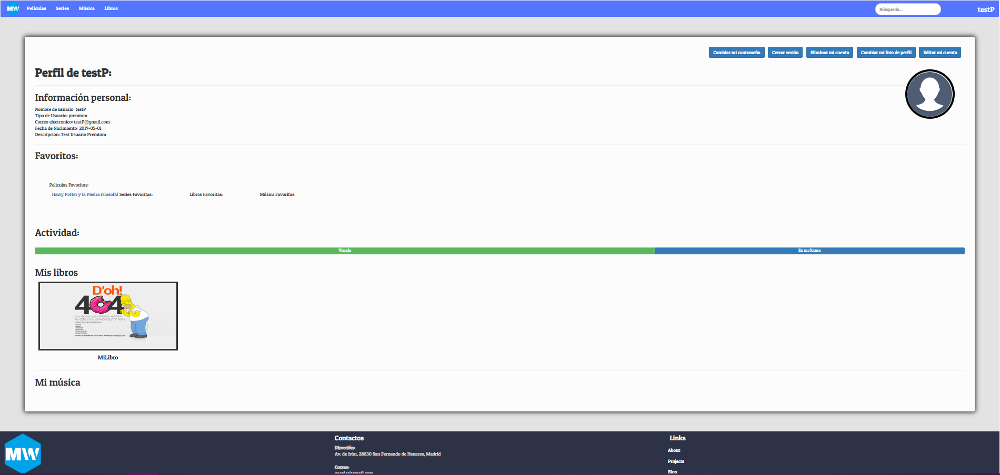 MW Películas Series Música Libros Búsqueda... testP
Cambiar mi contraseña Cerrar sesión Eliminar mi cuenta Cambiar mi foto de perfil Editar mi cuenta
Perfil de testP:
Información personal:
Nombre de usuario: testP
Tipo de Usuario: premium
Correo electronico: testP@gmail.com
Fecha de Nacimiento: 2019-05-01
Descripción: Test Usuario Premium
Favoritos:
Películas Favoritas:
Harry Potter y la Piedra Filosofal Series Favoritas: Libros Favoritas: Música Favoritas:
Actividad:
Viendo En un futuro
Mis libros
D'oh!
404
La página que intentas solicitar
no está en el servidor (Error 404)
MiLibro
Mi música
MW
Contactos
Dirección:
Av. de Irún, 28830 San Fernando de Henares, Madrid
Correo:
Links
About
Projects
Blog